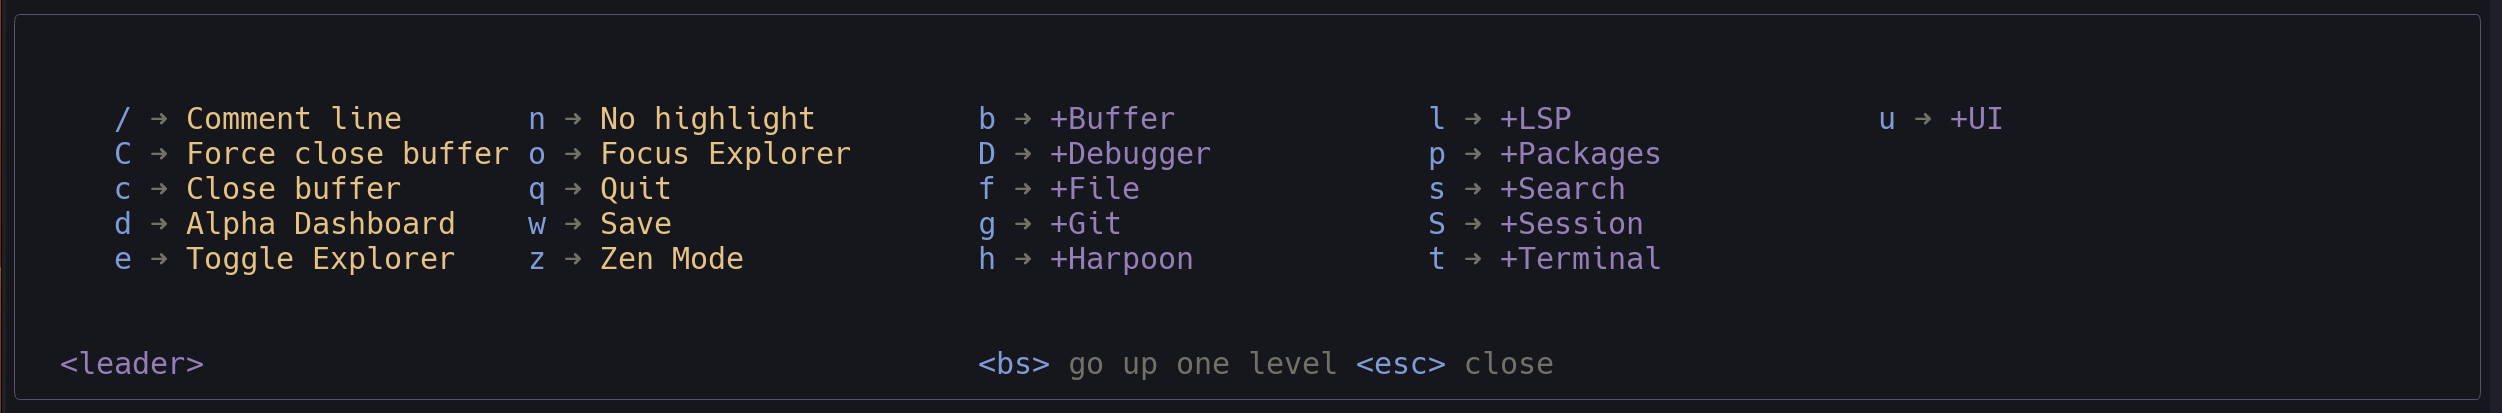 / → Comment line n → No highlight b → +Buffer l → +LSP u → +UI
C → Force close buffer o → Focus Explorer D → +Debugger p → +Packages
c → Close buffer q → Quit f → +File s → +Search
d → Alpha Dashboard w → Save g → +Git S → +Session
e → Toggle Explorer z → Zen Mode h → +Harpoon t → +Terminal
<leader> <bs> go up one level <esc> close